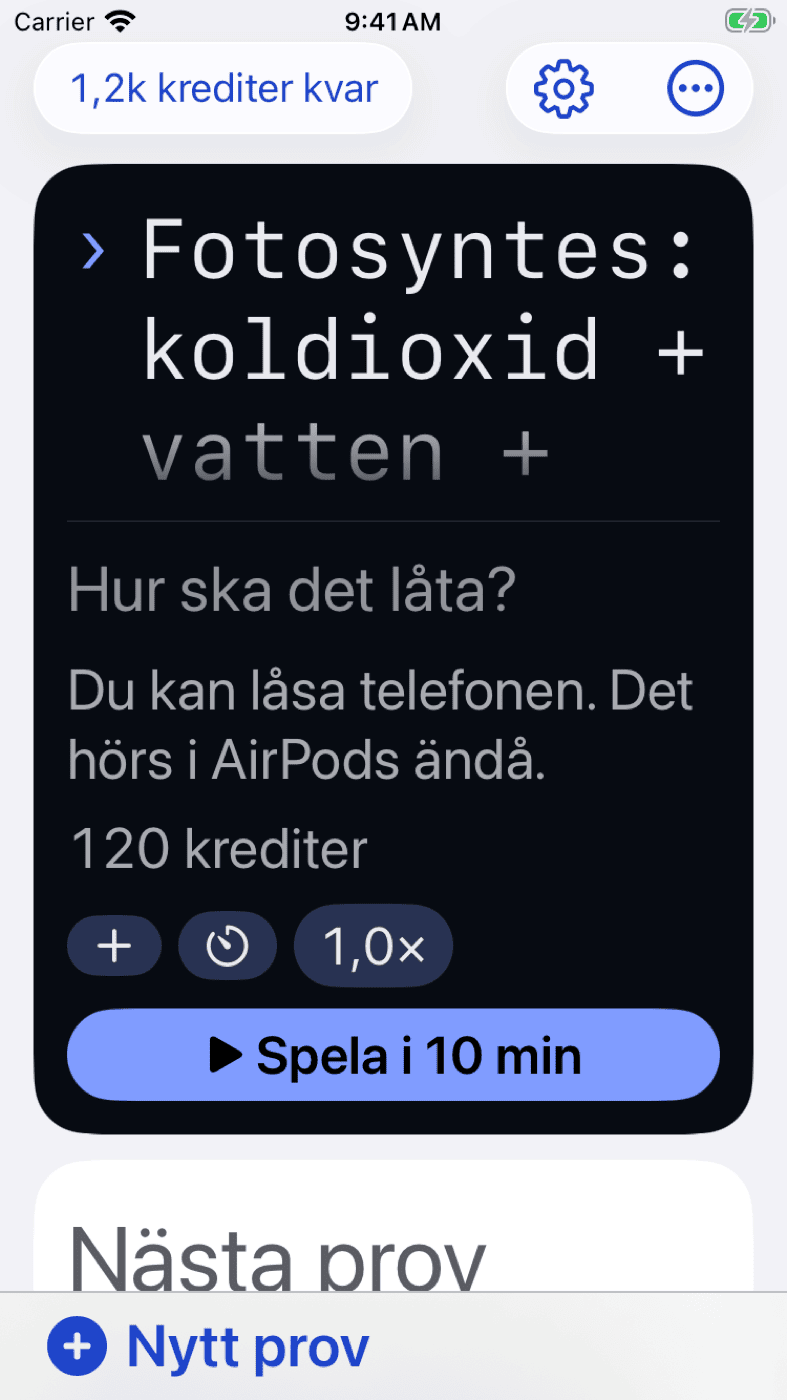 Carrier 9:41 AM
1,2k krediter kvar
› Fotosyntes:
koldioxid +
vatten +
Hur ska det låta?
Du kan låsa telefonen. Det
hörs i AirPods ändå.
120 krediter
1,0×
Spela i 10 min
Nästa prov
Nytt prov